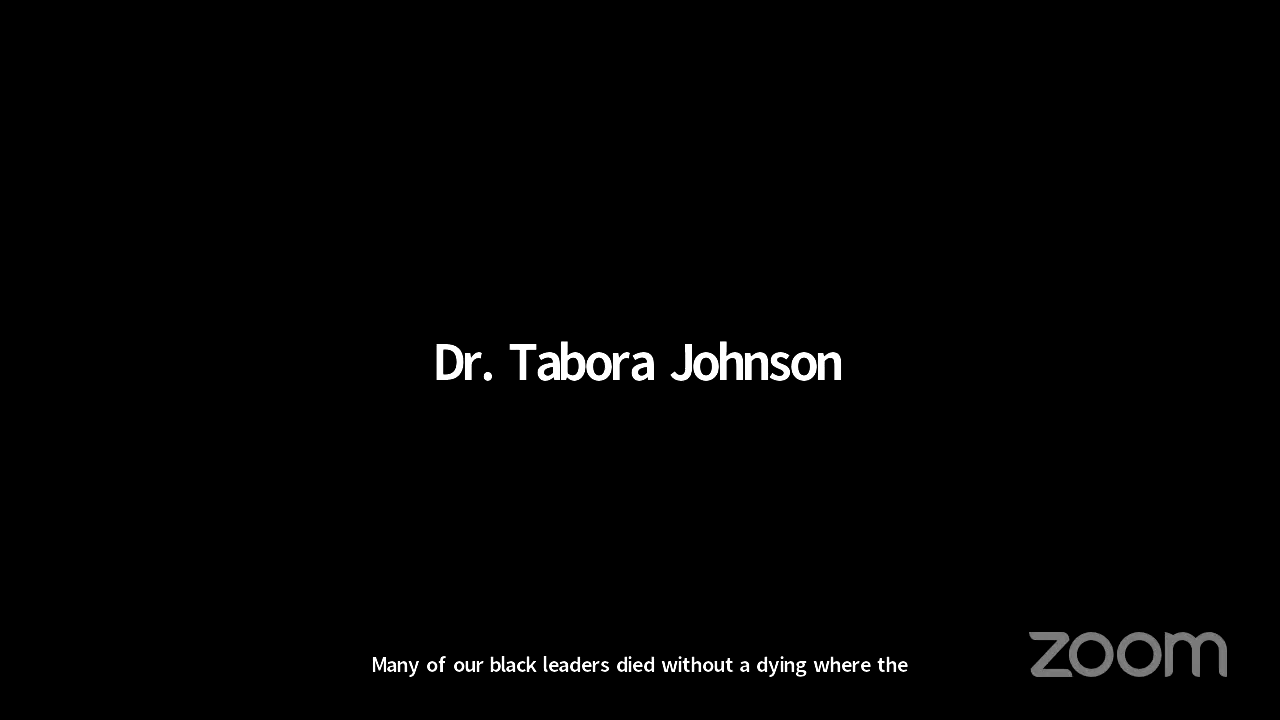 Dr. Tabora Johnson
Many of our black leaders died without a dying where the
zoom